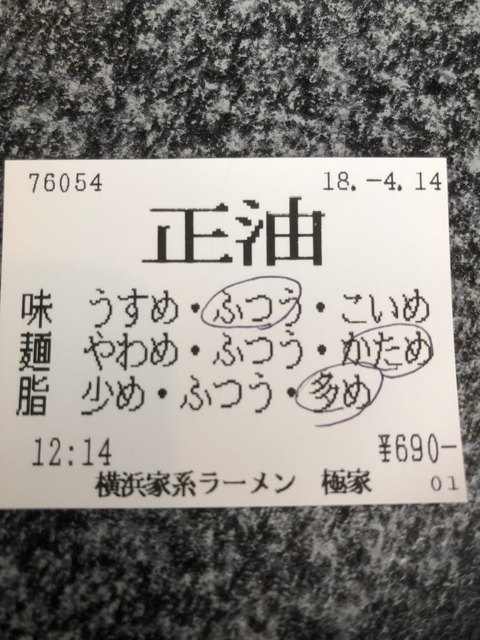 76054 18.-4.14
正油
味 うすめ・ふつう・こいめ
麺 やわめ・ふつう・かため
脂 少め・ふつう・多め
12:14 ¥690-
横浜家系ラーメン 極家 01